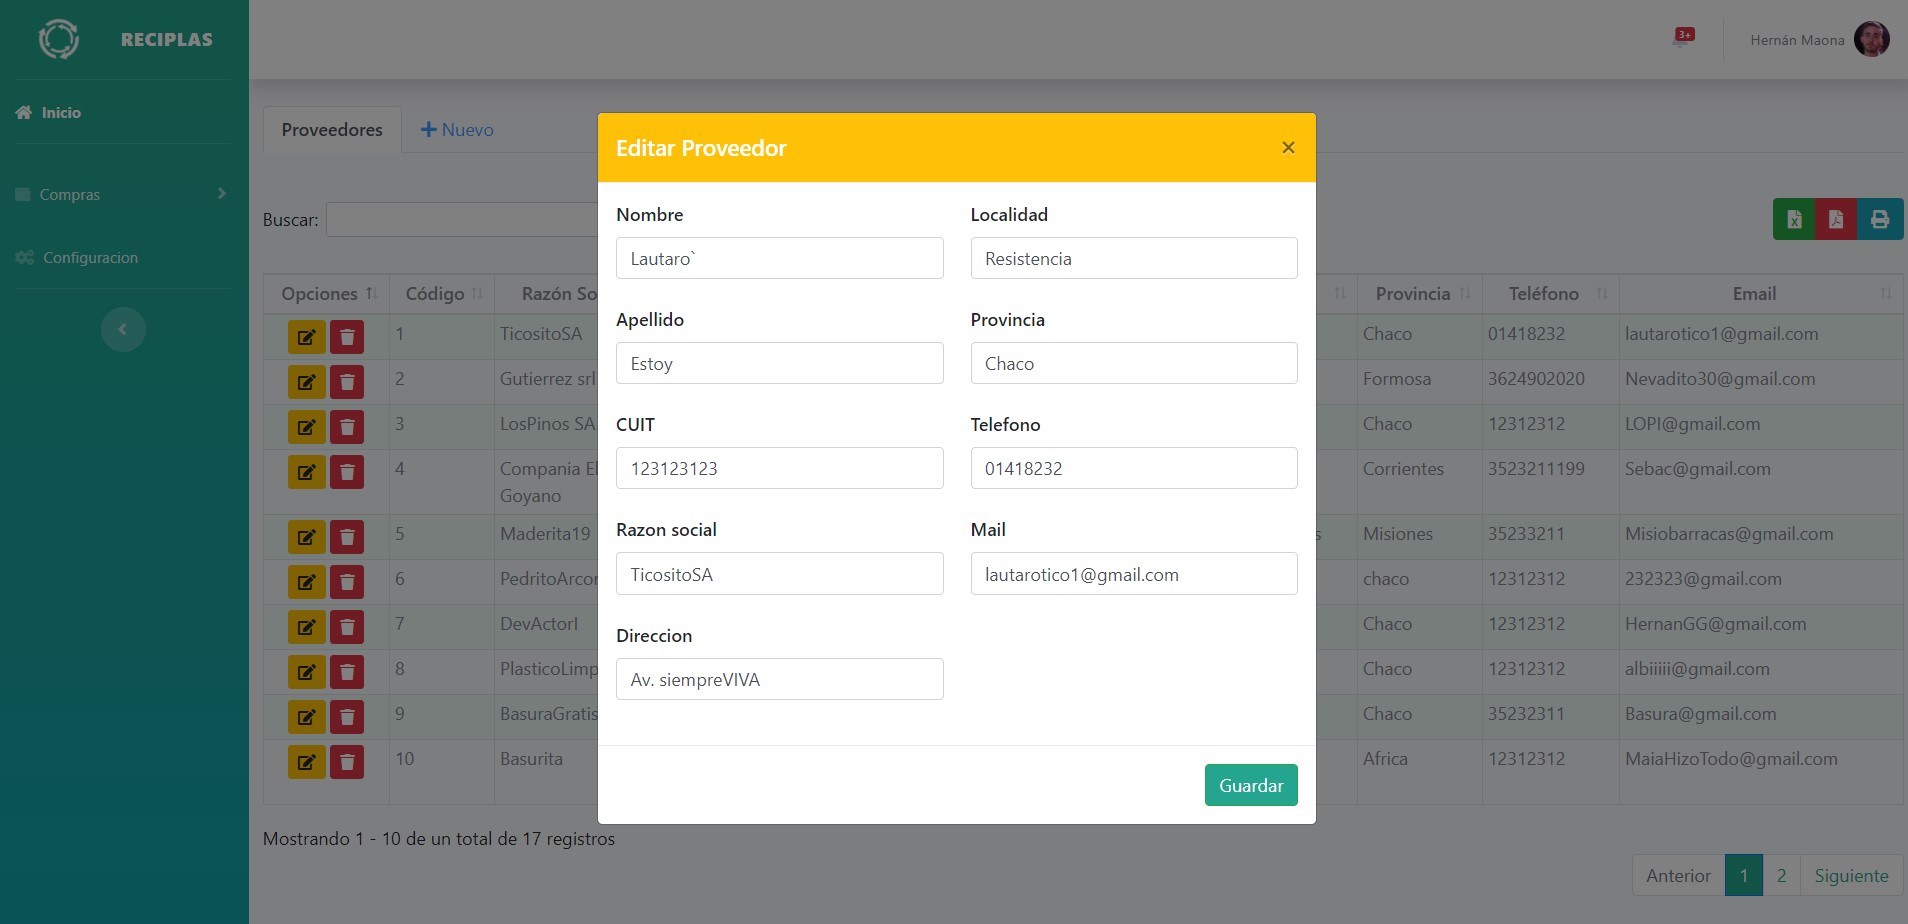 RECIPLAS
3+
Hernán Maona
Inicio
Compras
Configuracion
Proveedores
Nuevo
Buscar:
Opciones Código Razón So Provincia Teléfono Email
1 TicositoSA Chaco 01418232 lautarotico1@gmail.com
2 Gutierrez srl Formosa 3624902020 Nevadito30@gmail.com
3 LosPinos SA Chaco 12312312 LOPI@gmail.com
4 Compania El Corrientes 3523211199 Sebac@gmail.com
Goyano
5 Maderita19 s Misiones 35233211 Misiobarracas@gmail.com
6 PedritoArcor chaco 12312312 232323@gmail.com
7 DevActorI Chaco 12312312 HernanGG@gmail.com
8 PlasticoLimp Chaco 12312312 albiiiii@gmail.com
9 BasuraGratis Chaco 35232311 Basura@gmail.com
10 Basurita Africa 12312312 MaiaHizoTodo@gmail.com
Mostrando 1 - 10 de un total de 17 registros
Anterior 1 2 Siguiente
Editar Proveedor ×
Nombre
Lautaro`
Localidad
Resistencia
Apellido
Estoy
Provincia
Chaco
CUIT
123123123
Telefono
01418232
Razon social
TicositoSA
Mail
lautarotico1@gmail.com
Direccion
Av. siempreVIVA
Guardar